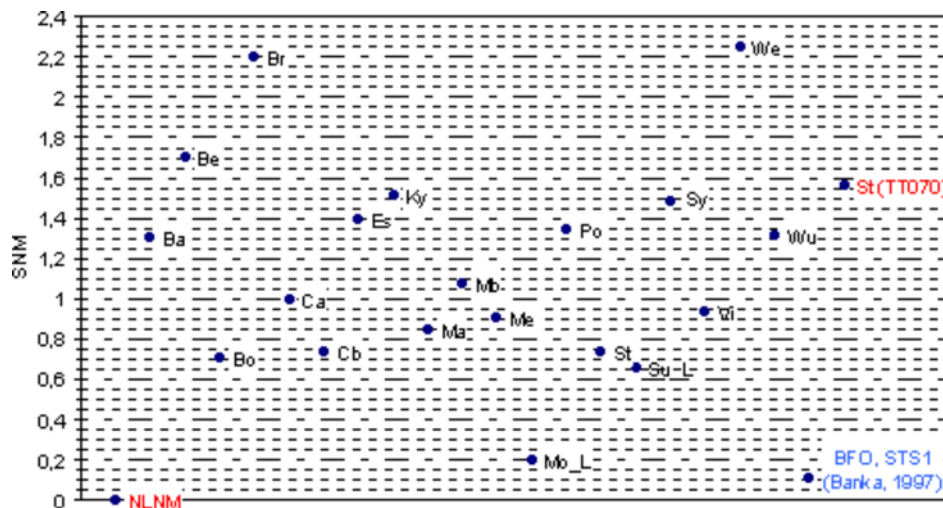 2,4
2,2
2
1,8
1,6
1,4
1,2
1
0,8
0,6
0,4
0,2
0
SNM
NLNM
Ba
Be
Bo
Br
Ca
Cb
Es
Ky
Ma
Mb
Me
Mo_L
Po
St
Su-L
Sy
Vi
We
Wu
BFO, STS1
(Banka, 1997)
St(TT070)